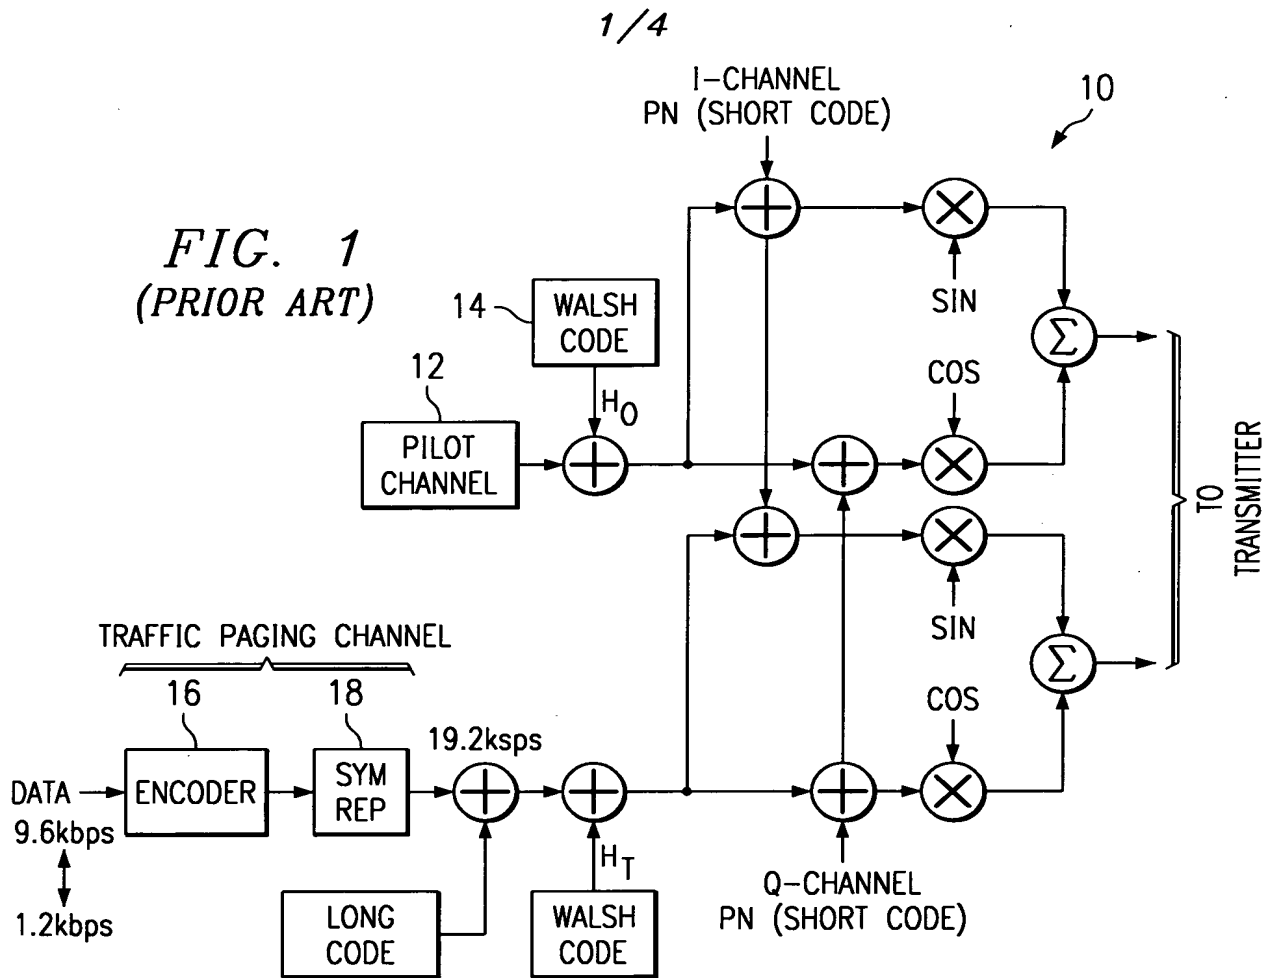 1/4
I-CHANNEL
PN (SHORT CODE)
10
FIG. 1
(PRIOR ART)
14
WALSH
CODE
SIN
Σ
12
H0
COS
PILOT
CHANNEL
TO
TRANSMITTER
TRAFFIC PAGING CHANNEL
SIN
Σ
16
18
COS
19.2ksps
DATA
ENCODER
SYM
REP
9.6kbps
HT
1.2kbps
LONG
CODE
WALSH
CODE
Q-CHANNEL
PN (SHORT CODE)